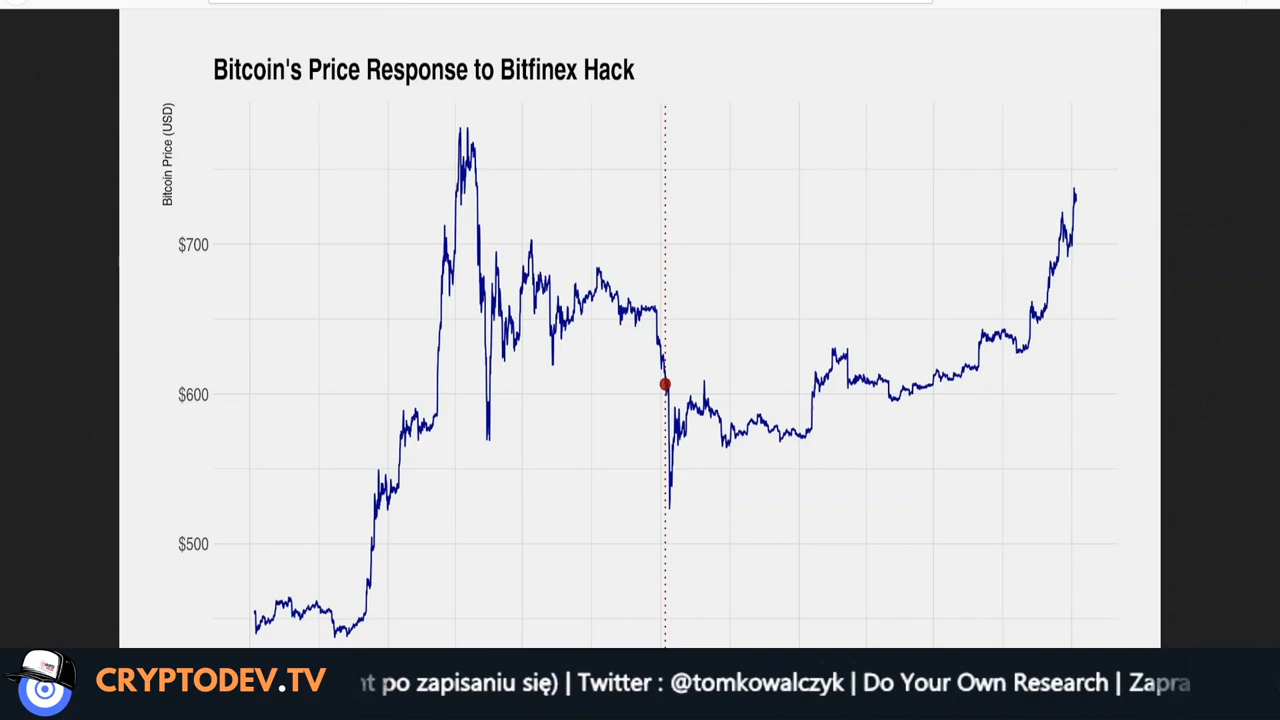 Bitcoin's Price Response to Bitfinex Hack
Bitcoin Price (USD)
$700
$600
$500
CRYPTODEV.TV
po zapisaniu się) | Twitter : @tomkowalczyk | Do Your Own Research | Zapra